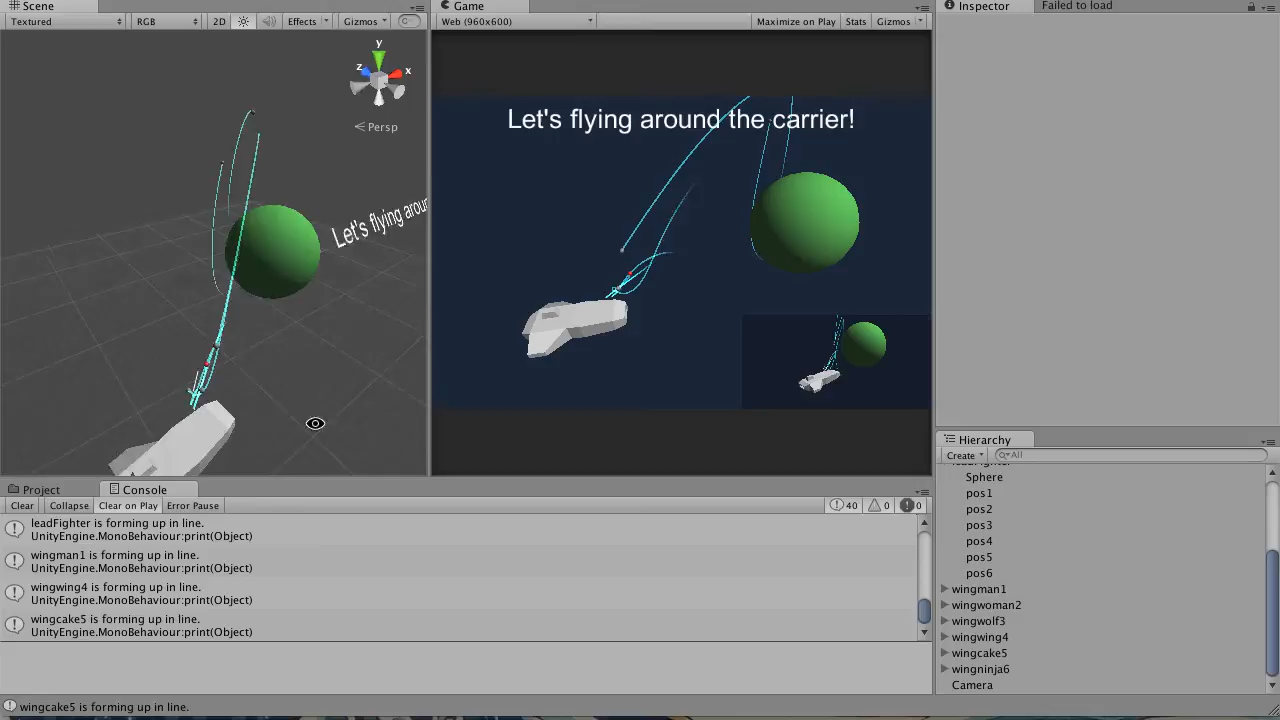 Scene
Textured
RGB
2D
Effects
Gizmos
y
z
x
Persp
Let's flying arou
Game
Web (960x600)
Maximize on Play
Stats
Gizmos
Let's flying around the carrier!
Inspector
Failed to load
Hierarchy
Create
All
leadFighter
Sphere
pos1
pos2
pos3
pos4
pos5
pos6
wingman1
wingwoman2
wingwolf3
wingwing4
wingcake5
wingninja6
Camera
Project
Console
Clear
Collapse
Clear on Play
Error Pause
40
0
0
leadFighter is forming up in line.
UnityEngine.MonoBehaviour:print(Object)
wingman1 is forming up in line.
UnityEngine.MonoBehaviour:print(Object)
wingwing4 is forming up in line.
UnityEngine.MonoBehaviour:print(Object)
wingcake5 is forming up in line.
UnityEngine.MonoBehaviour:print(Object)
wingcake5 is forming up in line.